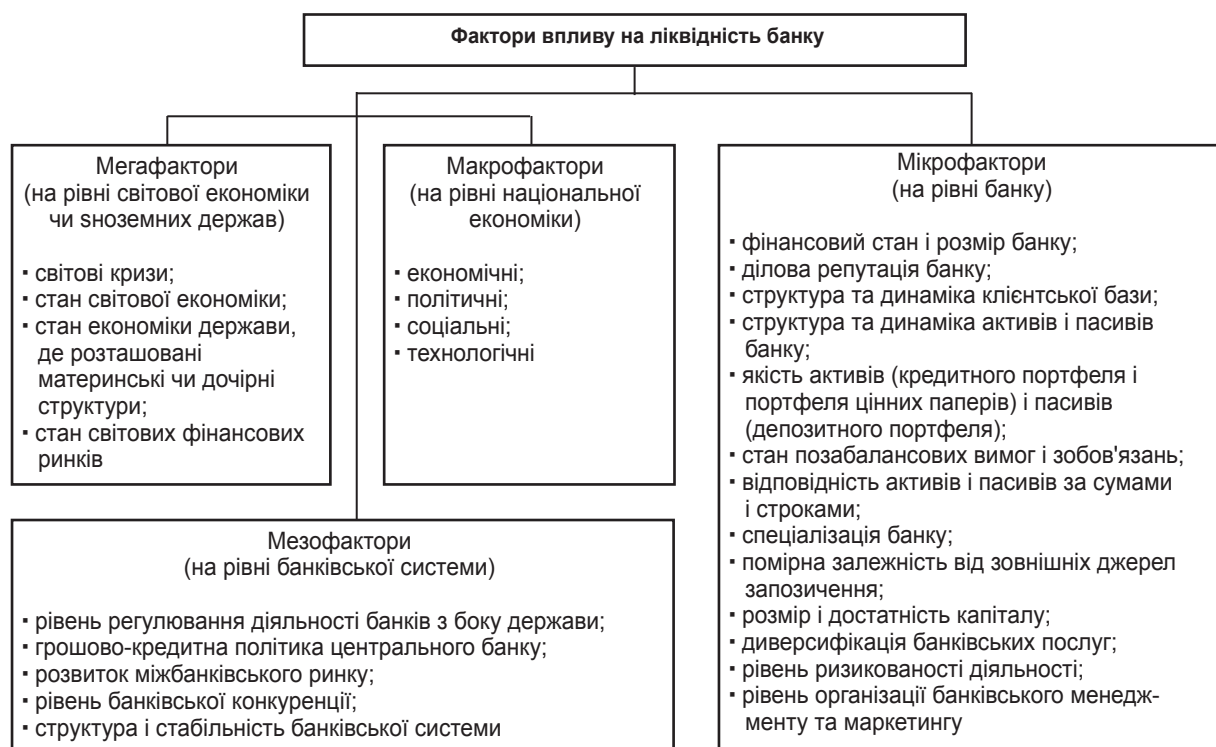 Фактори впливу на ліквідність банку
Мегафактори
(на рівні світової економіки
чи sноземних держав)
· світові кризи;
· стан світової економіки;
· стан економіки держави,
де розташовані
материнські чи дочірні
структури;
· стан світових фінансових
ринків
Макрофактори
(на рівні національної
економіки)
· економічні;
· політичні;
· соціальні;
· технологічні
Мезофактори
(на рівні банківської системи)
· рівень регулювання діяльності банків з боку держави;
· грошово-кредитна політика центрального банку;
· розвиток міжбанківського ринку;
· рівень банківської конкуренції;
· структура і стабільність банківської системи
Мікрофактори
(на рівні банку)
· фінансовий стан і розмір банку;
· ділова репутація банку;
· структура та динаміка клієнтської бази;
· структура та динаміка активів і пасивів
банку;
· якість активів (кредитного портфеля і
портфеля цінних паперів) і пасивів
(депозитного портфеля);
· стан позабалансових вимог і зобов'язань;
· відповідність активів і пасивів за сумами
і строками;
· спеціалізація банку;
· помірна залежність від зовнішніх джерел
запозичення;
· розмір і достатність капіталу;
· диверсифікація банківських послуг;
· рівень ризикованості діяльності;
· рівень організації банківського менедж-
менту та маркетингу